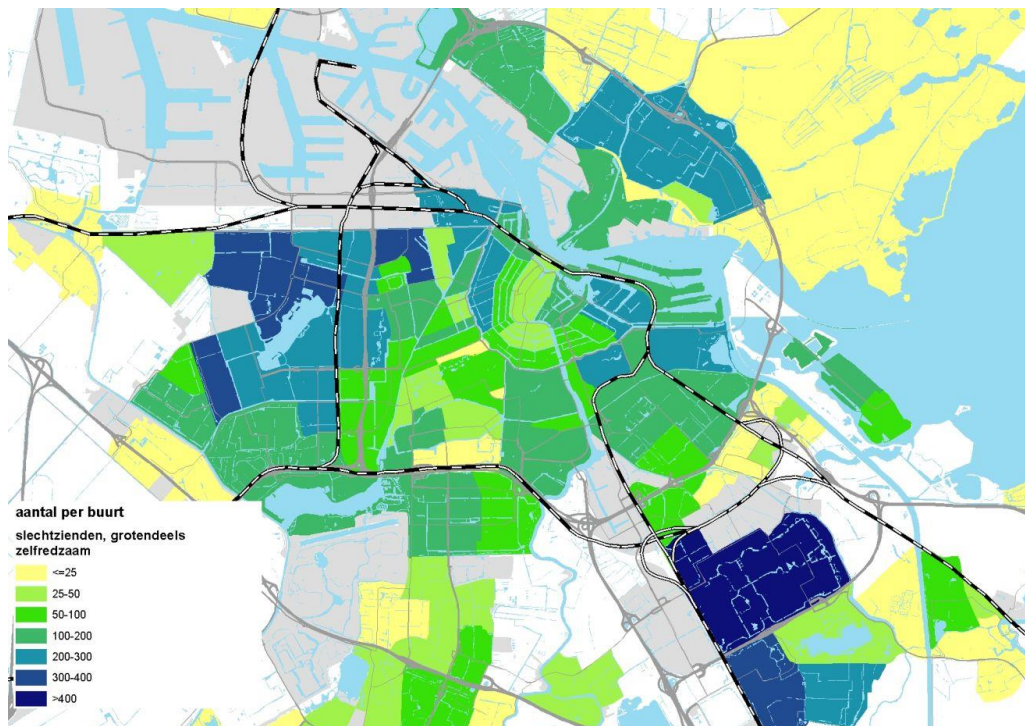 aantal per buurt
slechtzienden, grotendeels
zelfredzaam
<=25
25-50
50-100
100-200
200-300
300-400
>400